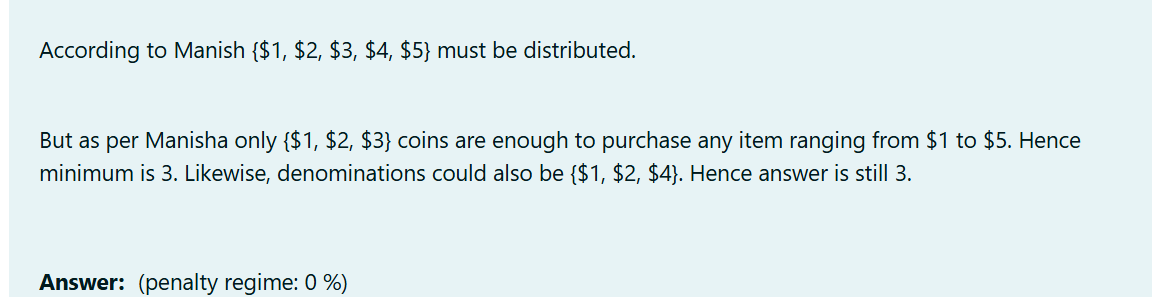 According to Manish {$1, $2, $3, $4, $5} must be distributed.
But as per Manisha only {$1, $2, $3} coins are enough to purchase any item ranging from $1 to $5. Hence
minimum is 3. Likewise, denominations could also be {$1, $2, $4}. Hence answer is still 3.
Answer: (penalty regime: 0 %)